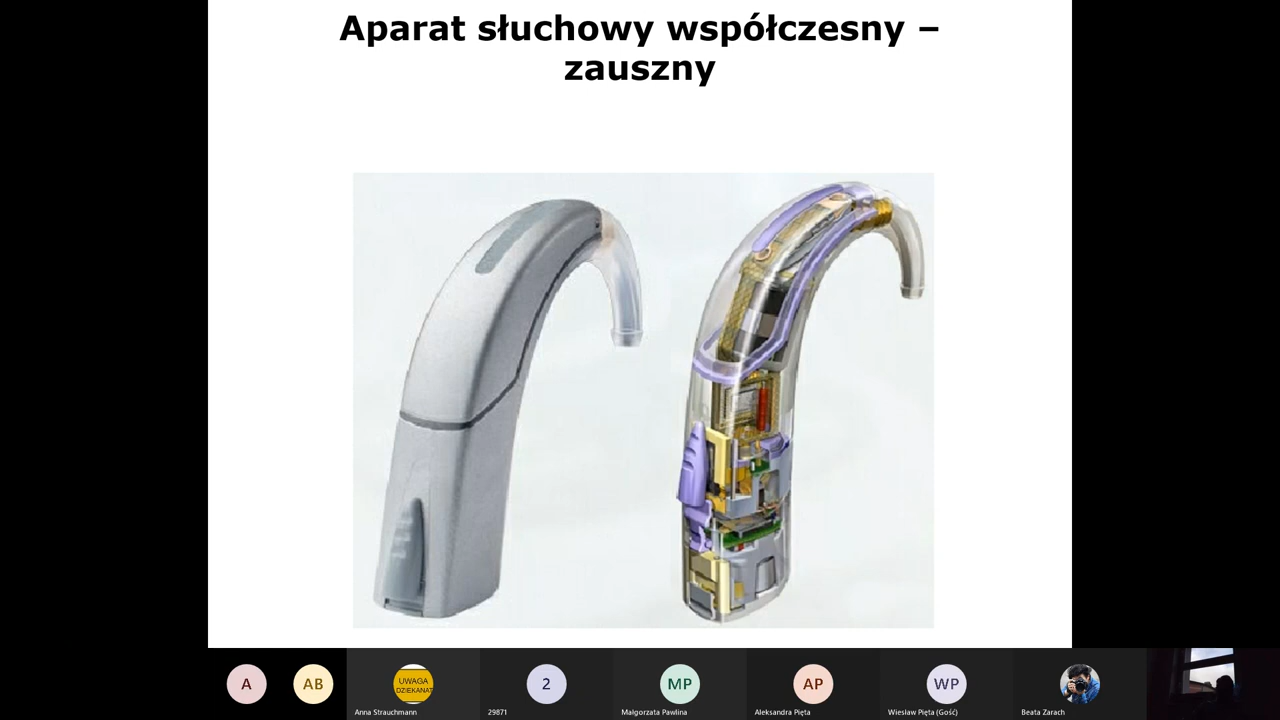 Aparat słuchowy współczesny –
zauszny
A
AB
UWAGA
DZIEKANAT
2
MP
AP
WP
Anna Strauchmann
29871
Małgorzata Pawlina
Aleksandra Pięta
Wiesław Pięta (Gość)
Beata Zarach